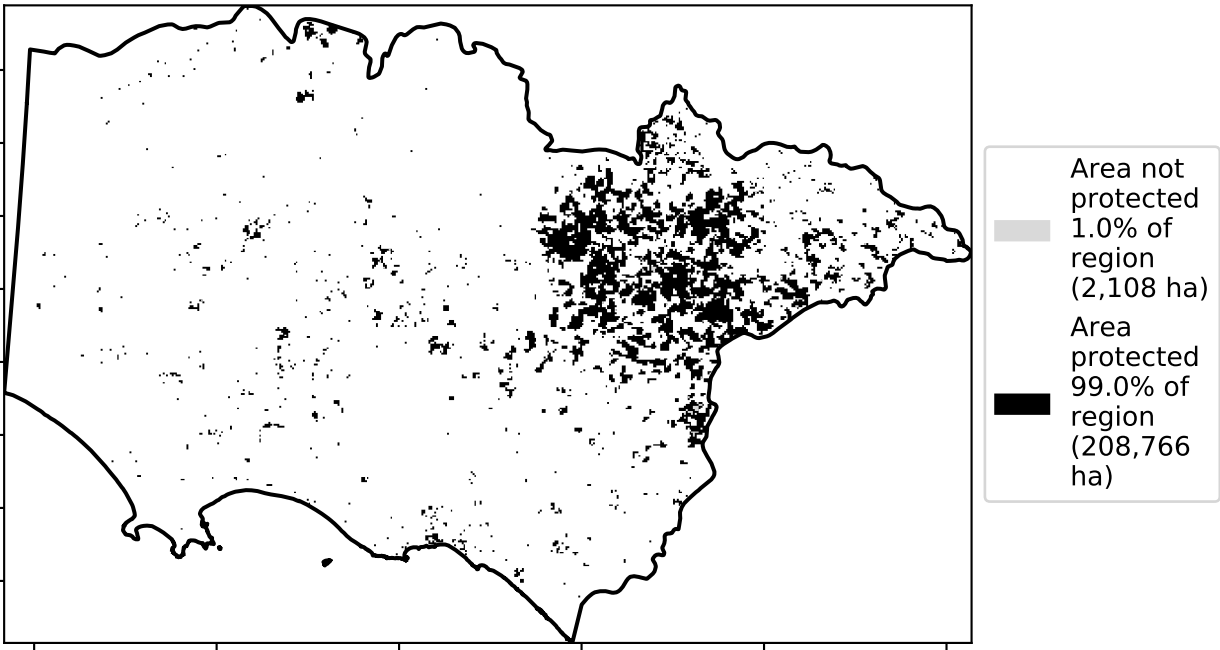 Area not
protected
1.0% of
region
(2,108 ha)
Area
protected
99.0% of
region
(208,766
ha)